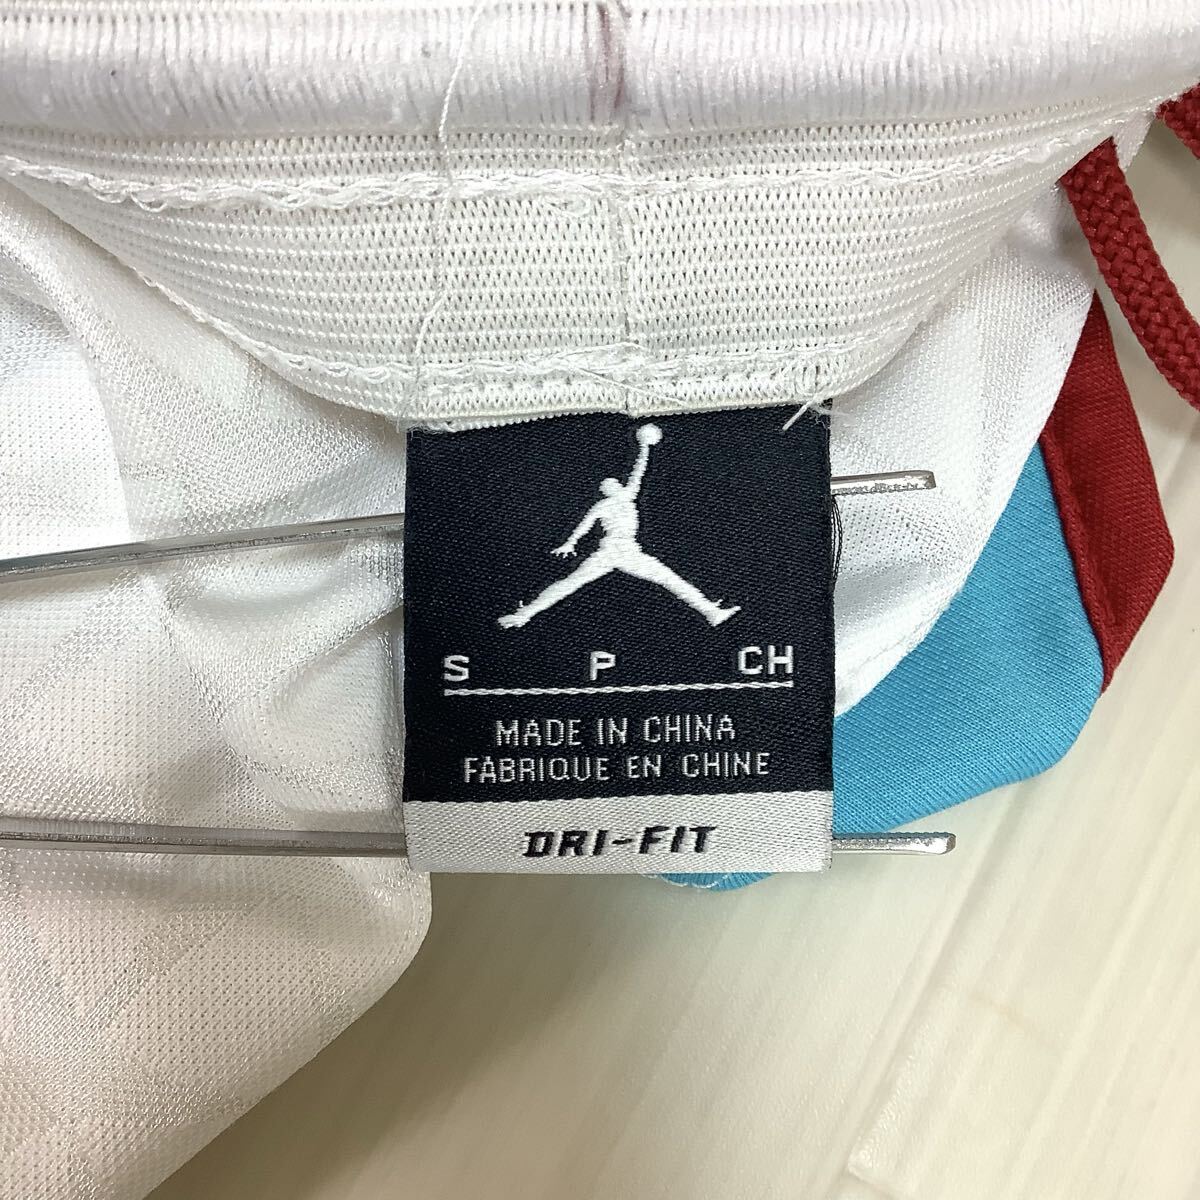 S P CH
MADE IN CHINA
FABRIQUE EN CHINE
DRI-FIT